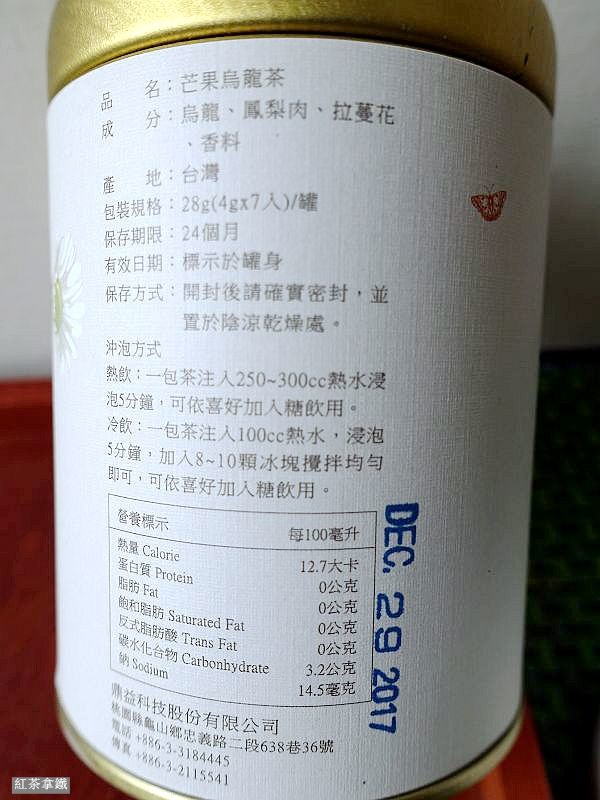 品　　名：芒果烏龍茶
成　　分：烏龍、鳳梨肉、拉蔓花
、香料
產　　地：台灣
包裝規格：28g(4gx7入)/罐
保存期限：24個月
有效日期：標示於罐身
保存方式：開封後請確實密封，並
置於陰涼乾燥處。
沖泡方式
熱飲：一包茶注入250~300cc熱水浸
泡5分鐘，可依喜好加入糖飲用。
冷飲：一包茶注入100cc熱水，浸泡
5分鐘，加入8~10顆冰塊攪拌均勻
即可，可依喜好加入糖飲用。
營養標示　每100毫升
熱量 Calorie　12.7大卡
蛋白質 Protein　0公克
脂肪 Fat　0公克
飽和脂肪 Saturated Fat　0公克
反式脂肪酸 Trans Fat　0公克
碳水化合物 Carbonhydrate　3.2公克
鈉 Sodium　14.5毫克
DEC. 29 2017
鼎益科技股份有限公司
桃園縣龜山鄉忠義路二段638巷36號
電話 +886-3-3184445
傳真 +886-3-2115541
紅茶拿鐵